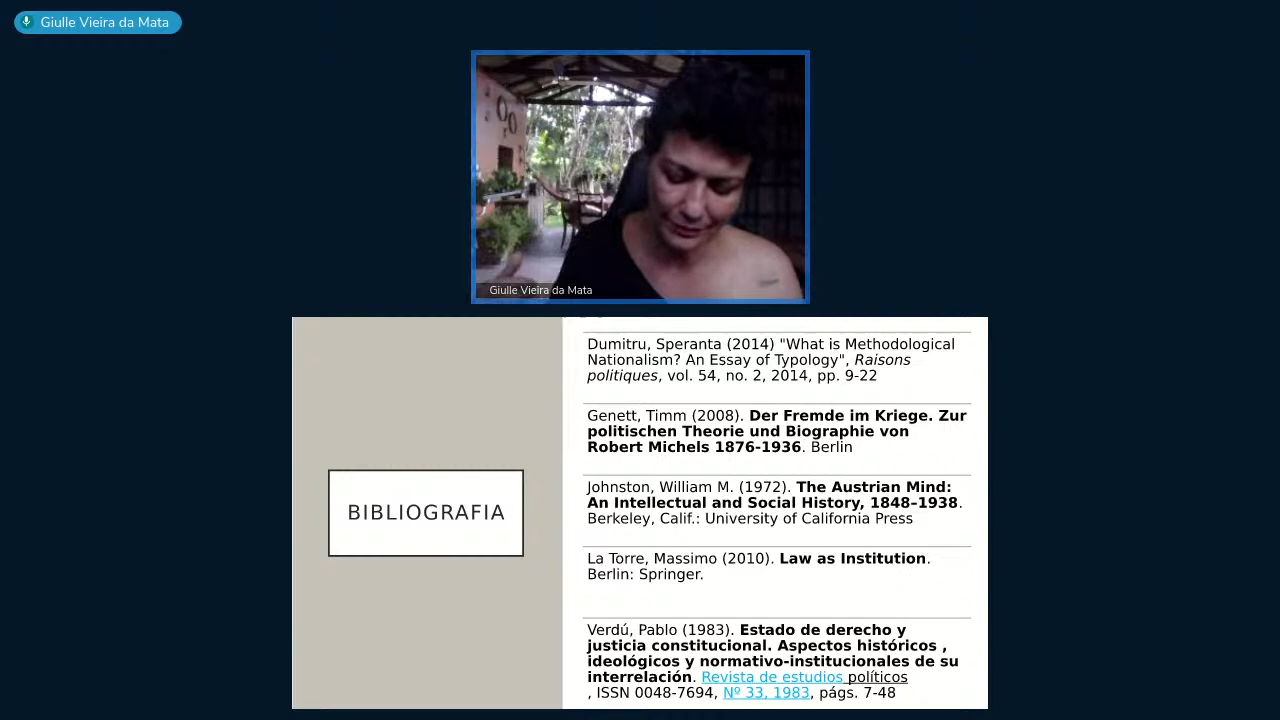 Giulle Vieira da Mata
Giulle Vieira da Mata
BIBLIOGRAFIA
Dumitru, Speranta (2014) "What is Methodological
Nationalism? An Essay of Typology", Raisons
politiques, vol. 54, no. 2, 2014, pp. 9-22
Genett, Timm (2008). Der Fremde im Kriege. Zur
politischen Theorie und Biographie von
Robert Michels 1876-1936. Berlin
Johnston, William M. (1972). The Austrian Mind:
An Intellectual and Social History, 1848–1938.
Berkeley, Calif.: University of California Press
La Torre, Massimo (2010). Law as Institution.
Berlin: Springer.
Verdú, Pablo (1983). Estado de derecho y
justicia constitucional. Aspectos históricos ,
ideológicos y normativo-institucionales de su
interrelación. Revista de estudios políticos
, ISSN 0048-7694, Nº 33, 1983, págs. 7-48